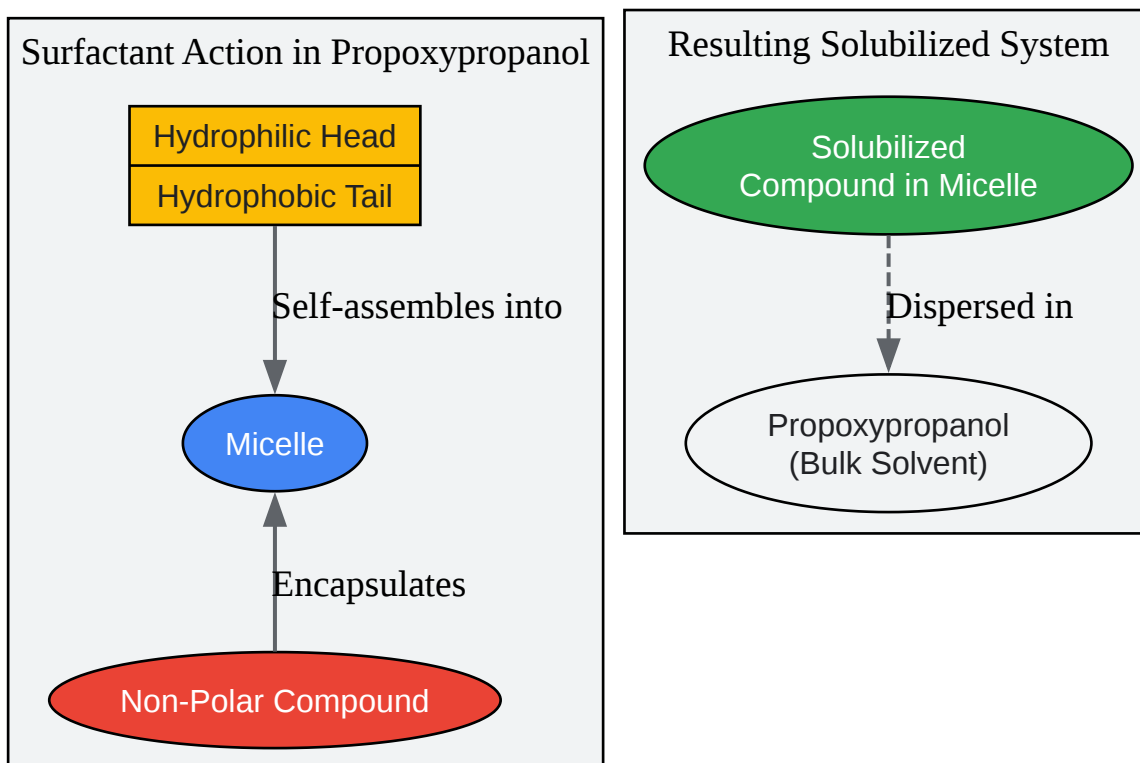 Surfactant Action in Propoxypropanol
Hydrophilic Head
Hydrophobic Tail
Self-assembles into
Micelle
Encapsulates
Non-Polar Compound
Resulting Solubilized System
Solubilized
Compound in Micelle
Dispersed in
Propoxypropanol
(Bulk Solvent)